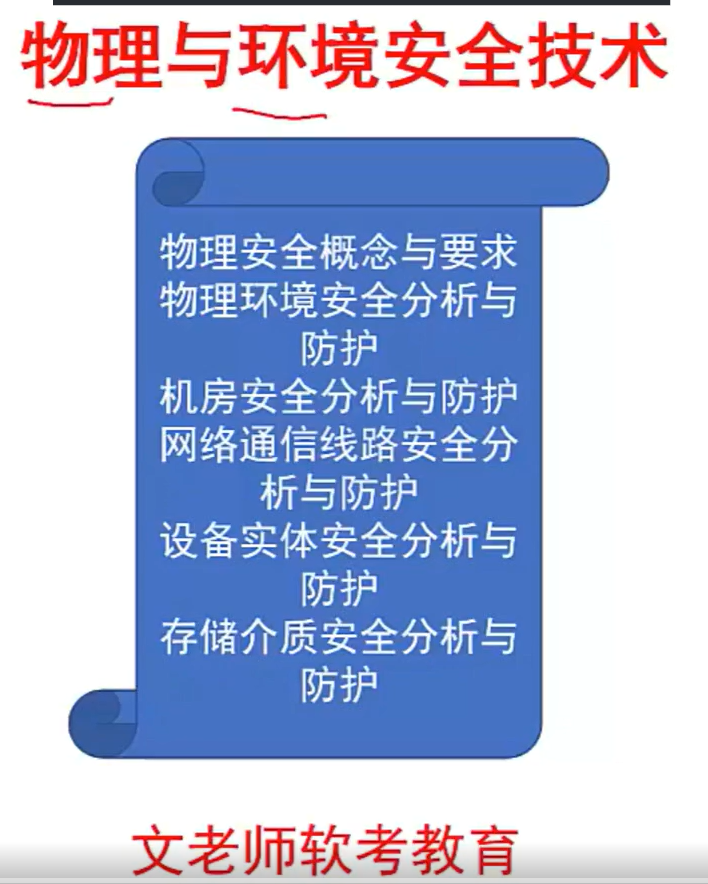 物理与环境安全技术
物理安全概念与要求
物理环境安全分析与
防护
机房安全分析与防护
网络通信线路安全分
析与防护
设备实体安全分析与
防护
存储介质安全分析与
防护
文老师软考教育